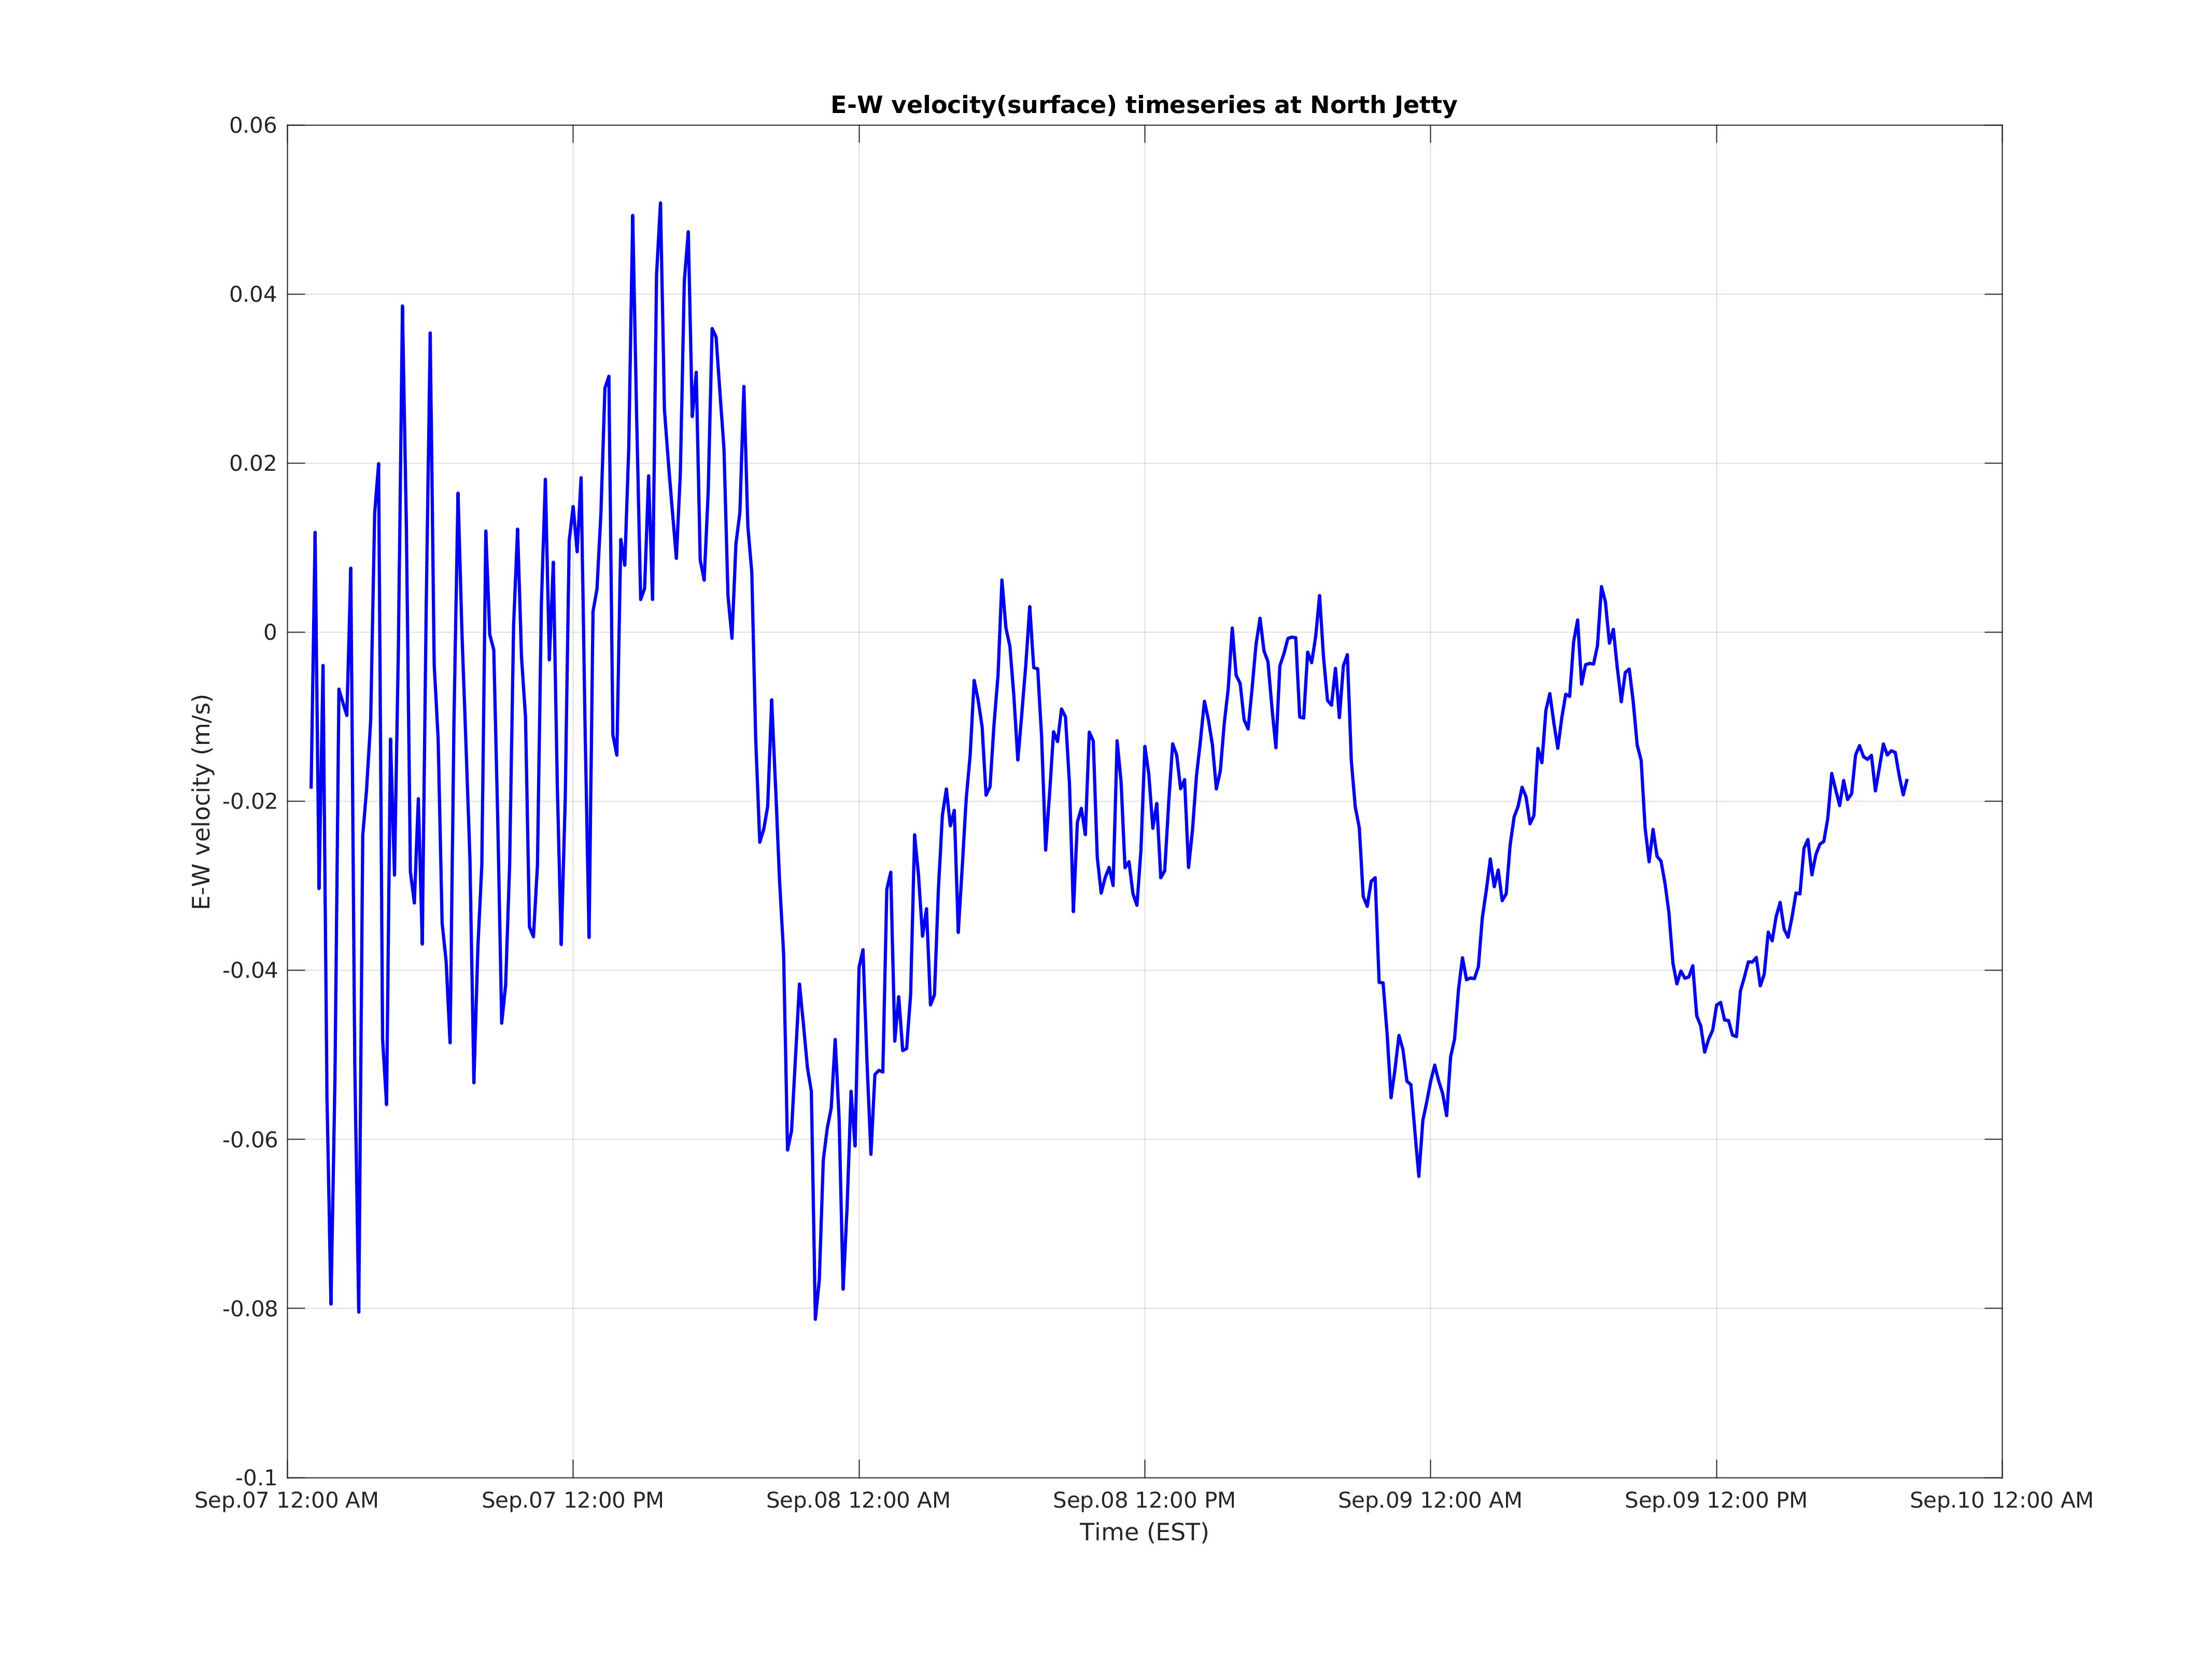 E-W velocity(surface) timeseries at North Jetty
0.06
0.04
0.02
0
-0.02
-0.04
-0.06
-0.08
-0.1
E-W velocity (m/s)
Sep.07 12:00 AM Sep.07 12:00 PM Sep.08 12:00 AM Sep.08 12:00 PM Sep.09 12:00 AM Sep.09 12:00 PM Sep.10 12:00 AM
Time (EST)